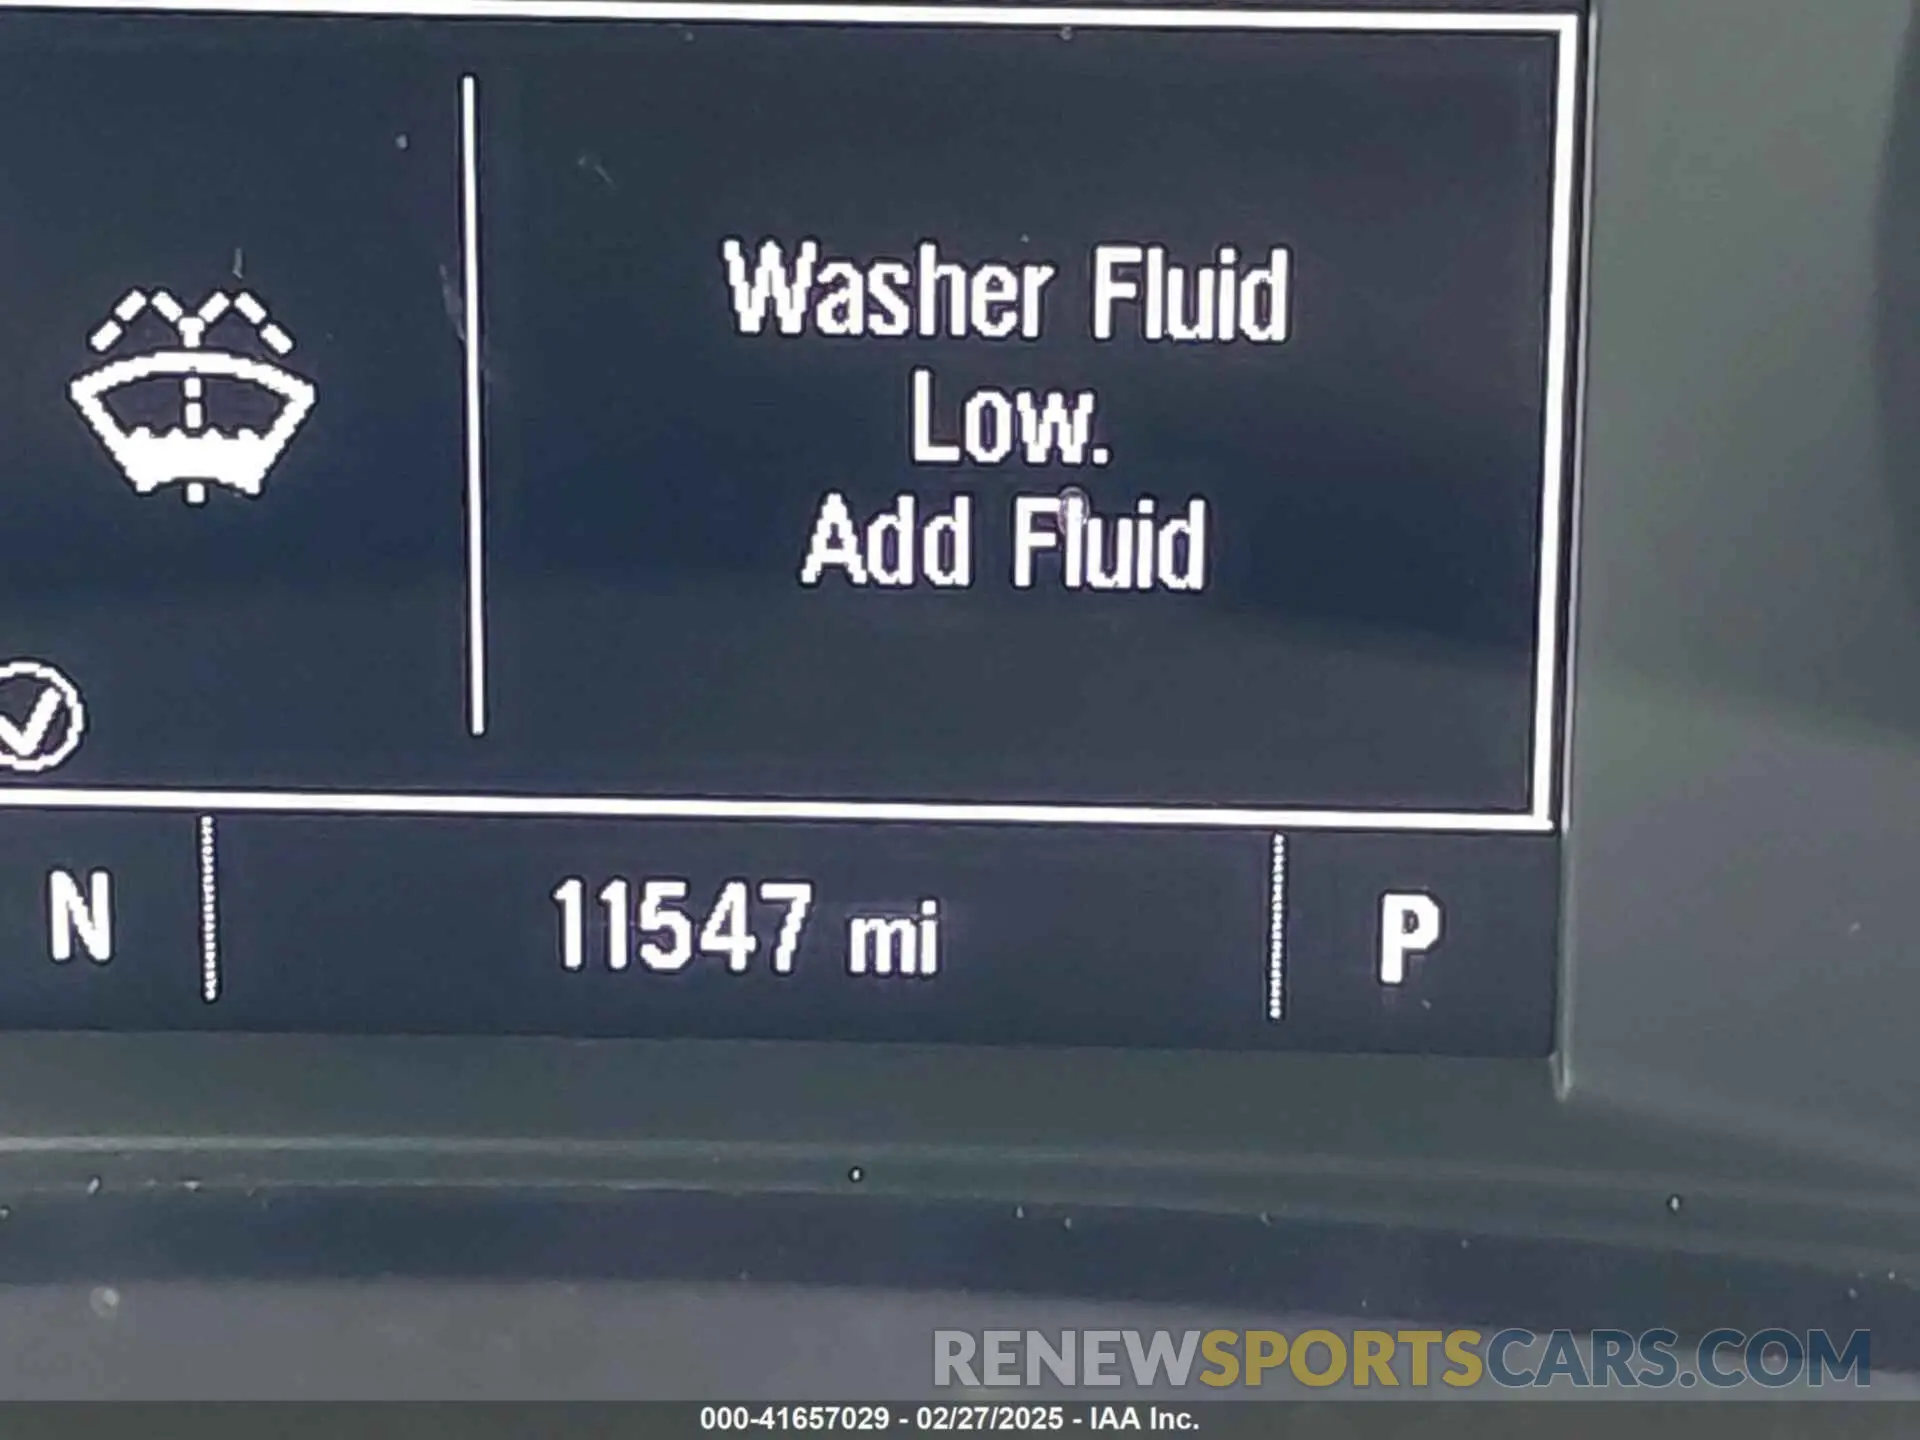 Washer Fluid
Low.
Add Fluid
N 11547 mi P
RENEWSPORTSCARS.COM
000-41657029 - 02/27/2025 - IAA Inc.